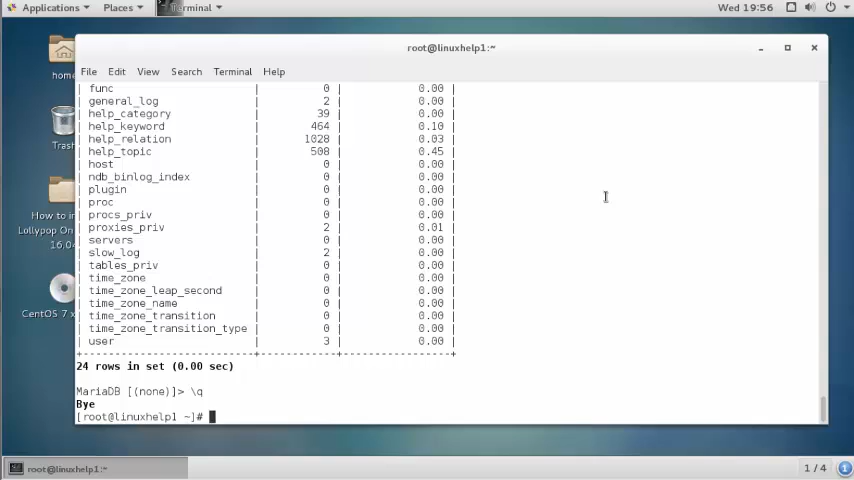 Applications Places Terminal Wed 19:56
root@linuxhelp1:~
home
File Edit View Search Terminal Help
| func | 0 | 0.00 |
| general_log | 2 | 0.00 |
| help_category | 39 | 0.00 |
| help_keyword | 464 | 0.10 |
| help_relation | 1028 | 0.03 |
| help_topic | 508 | 0.45 |
| host | 0 | 0.00 |
| ndb_binlog_index | 0 | 0.00 |
| plugin | 0 | 0.00 |
| proc | 0 | 0.00 |
| procs_priv | 0 | 0.00 |
| proxies_priv | 2 | 0.01 |
| servers | 0 | 0.00 |
| slow_log | 2 | 0.00 |
| tables_priv | 0 | 0.00 |
| time_zone | 0 | 0.00 |
| time_zone_leap_second | 0 | 0.00 |
| time_zone_name | 0 | 0.00 |
| time_zone_transition | 0 | 0.00 |
| time_zone_transition_type | 0 | 0.00 |
| user | 3 | 0.00 |
+---------------------------+------------+-----------------+
24 rows in set (0.00 sec)
MariaDB [(none)]> \q
Bye
[root@linuxhelp1 ~]#
Trash
How to in
Lollypop On
16.04
CentOS 7 x
root@linuxhelp1:~
1 / 4
1